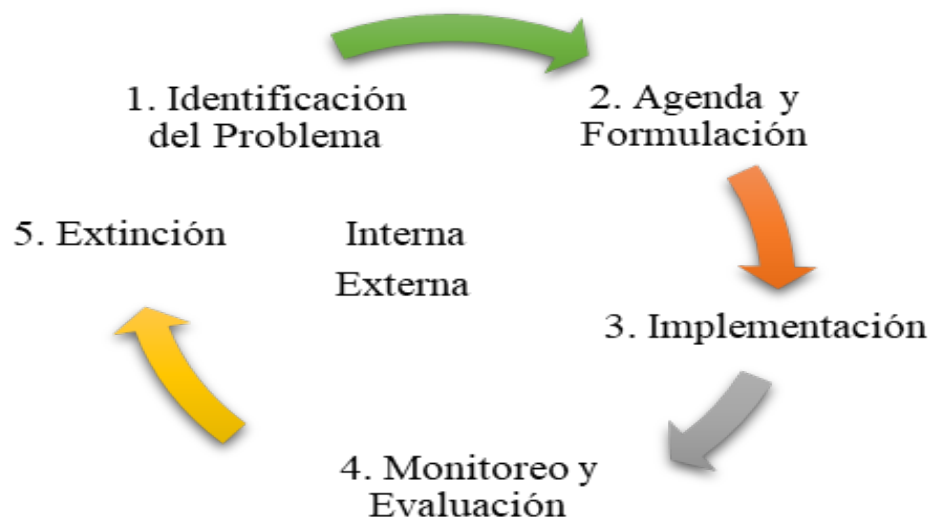 1. Identificación
del Problema
2. Agenda y
Formulación
5. Extinción
Interna
Externa
3. Implementación
4. Monitoreo y
Evaluación